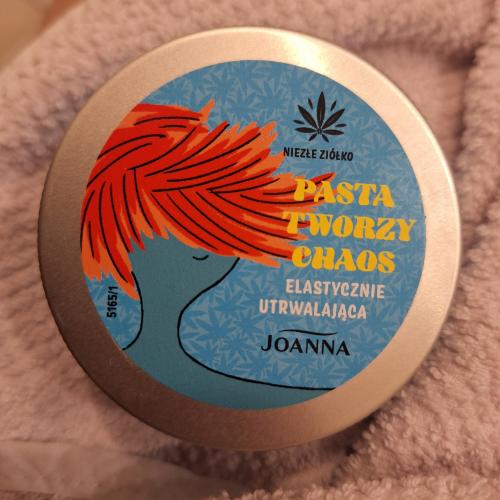 NIEZŁE ZIÓŁKO
PASTA
TWORZY
CHAOS
ELASTYCZNIE
UTRWALAJĄCA
JOANNA
5165/1